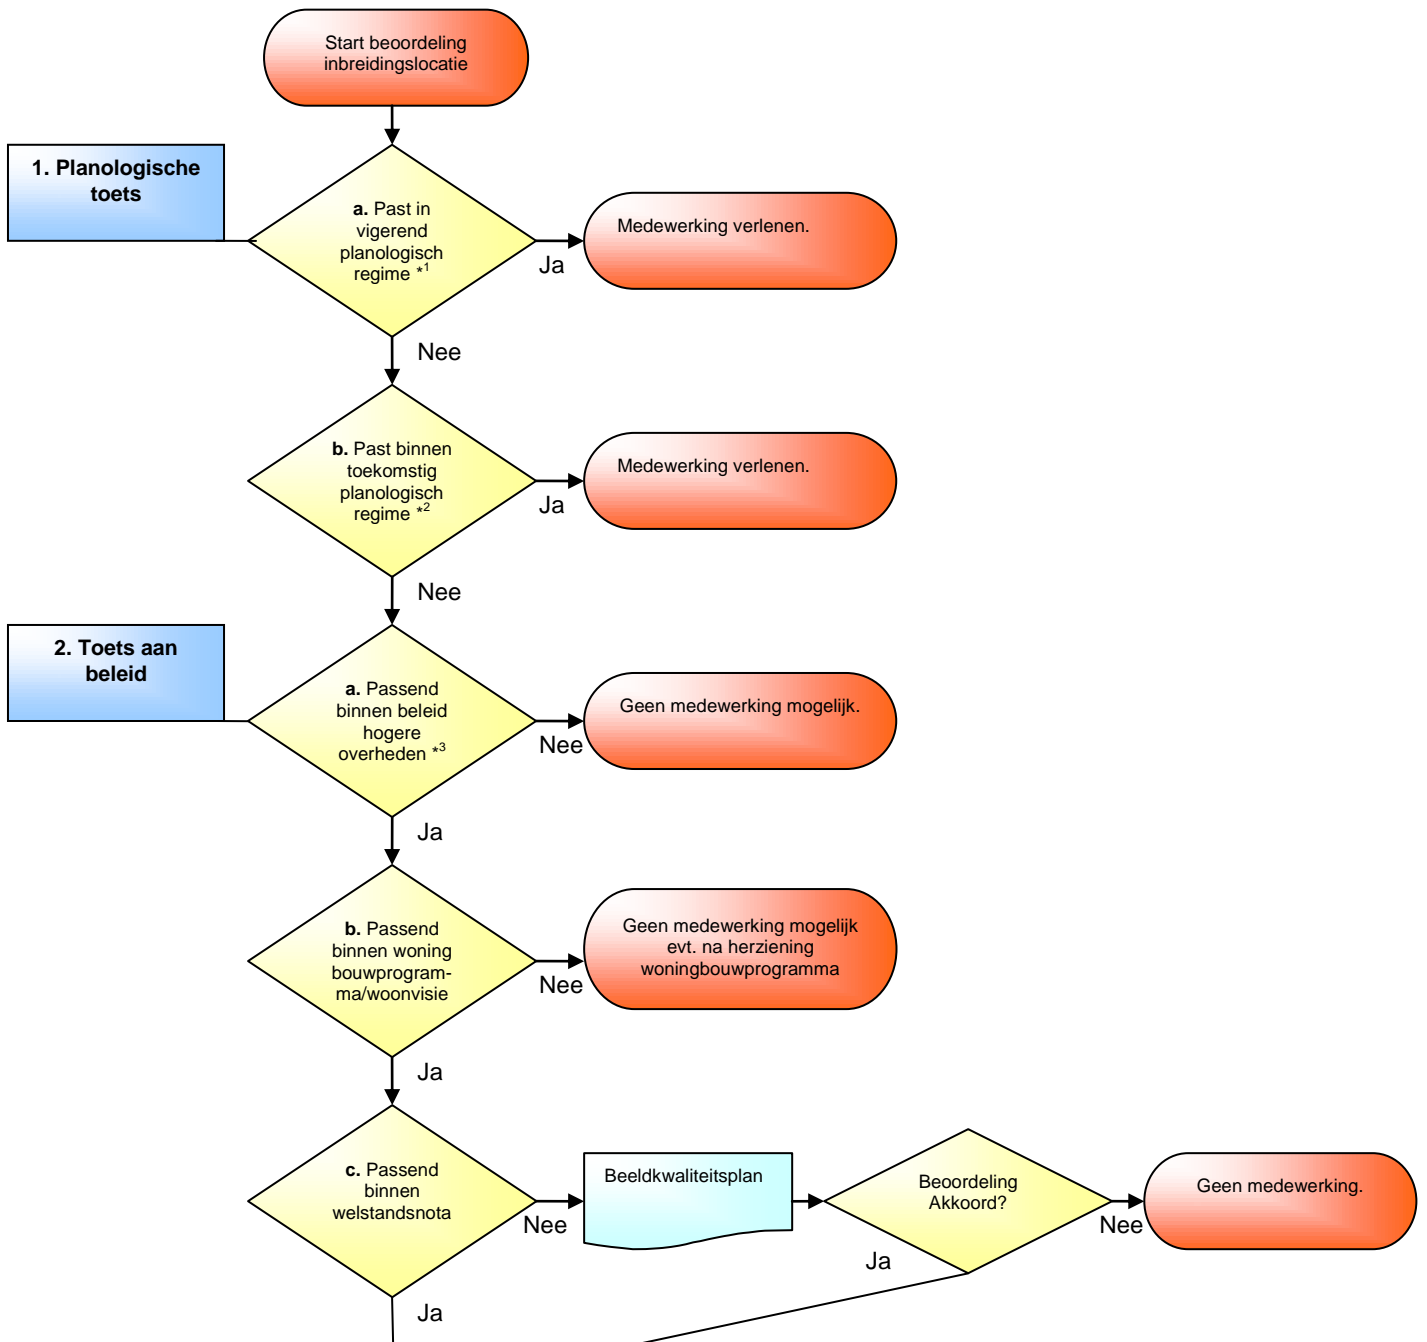 Start beoordeling
inbreidingslocatie
1. Planologische
toets
a. Past in
vigerend
planologisch
regime *1
Ja
Medewerking verlenen.
Nee
b. Past binnen
toekomstig
planologisch
regime *2
Ja
Medewerking verlenen.
Nee
2. Toets aan
beleid
a. Passend
binnen beleid
hogere
overheden *3
Nee
Geen medewerking mogelijk.
Ja
b. Passend
binnen woning
bouwprogram-
ma/woonvisie
Nee
Geen medewerking mogelijk
evt. na herziening
woningbouwprogramma
Ja
c. Passend
binnen
welstandsnota
Nee
Beeldkwaliteitsplan
Beoordeling
Akkoord?
Nee
Geen medewerking.
Ja
Ja